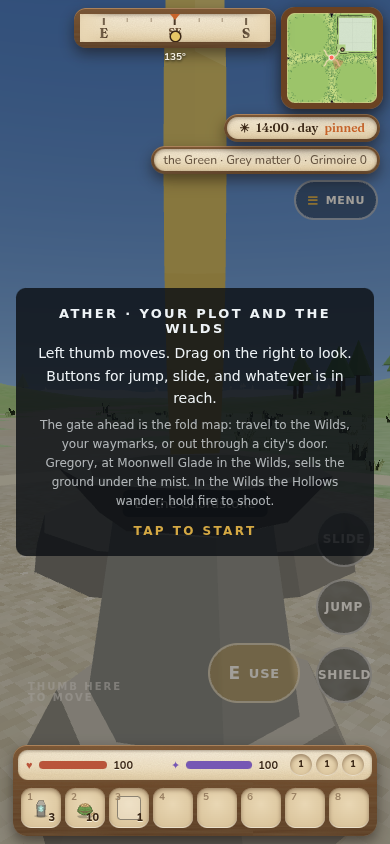 E SE S
135°
☀ 14:00 · day pinned
the Green · Grey matter 0 · Grimoire 0
≡ MENU
ATHER · YOUR PLOT AND THE
WILDS
Left thumb moves. Drag on the right to look.
Buttons for jump, slide, and whatever is in
reach.
The gate ahead is the fold map: travel to the Wilds,
your waymarks, or out through a city's door.
Gregory, at Moonwell Glade in the Wilds, sells the
ground under the mist. In the Wilds the Hollows
wander: hold fire to shoot.
TAP TO START
SLIDE
JUMP
E USE
SHIELD
THUMB HERE
TO MOVE
♥ 100 ✦ 100 1 1 1
1 2 3 4 5 6 7 8
3 10 1